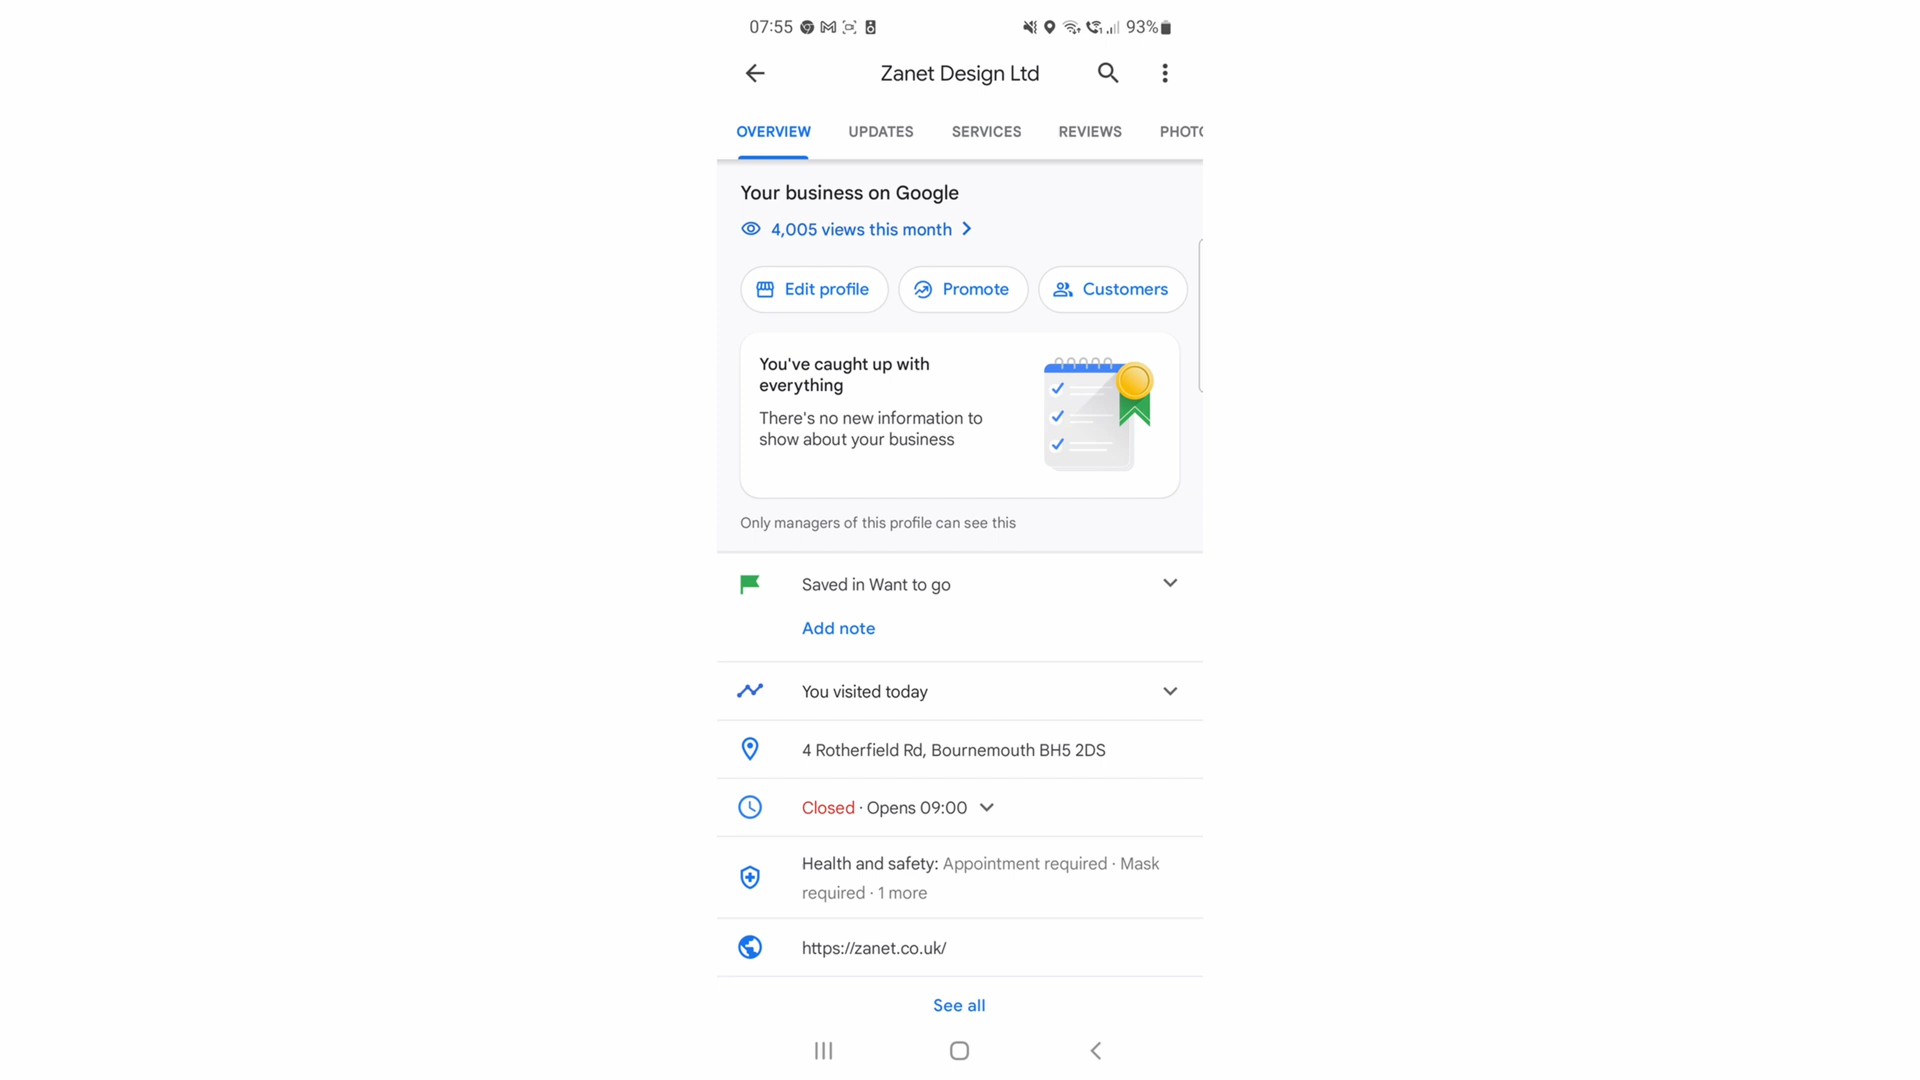 07:55 93%
Zanet Design Ltd
OVERVIEW UPDATES SERVICES REVIEWS PHOTO
Your business on Google
4,005 views this month
Edit profile Promote Customers
You've caught up with
everything
There's no new information to
show about your business
Only managers of this profile can see this
Saved in Want to go
Add note
You visited today
4 Rotherfield Rd, Bournemouth BH5 2DS
Closed · Opens 09:00
Health and safety: Appointment required · Mask
required · 1 more
https://zanet.co.uk/
See all